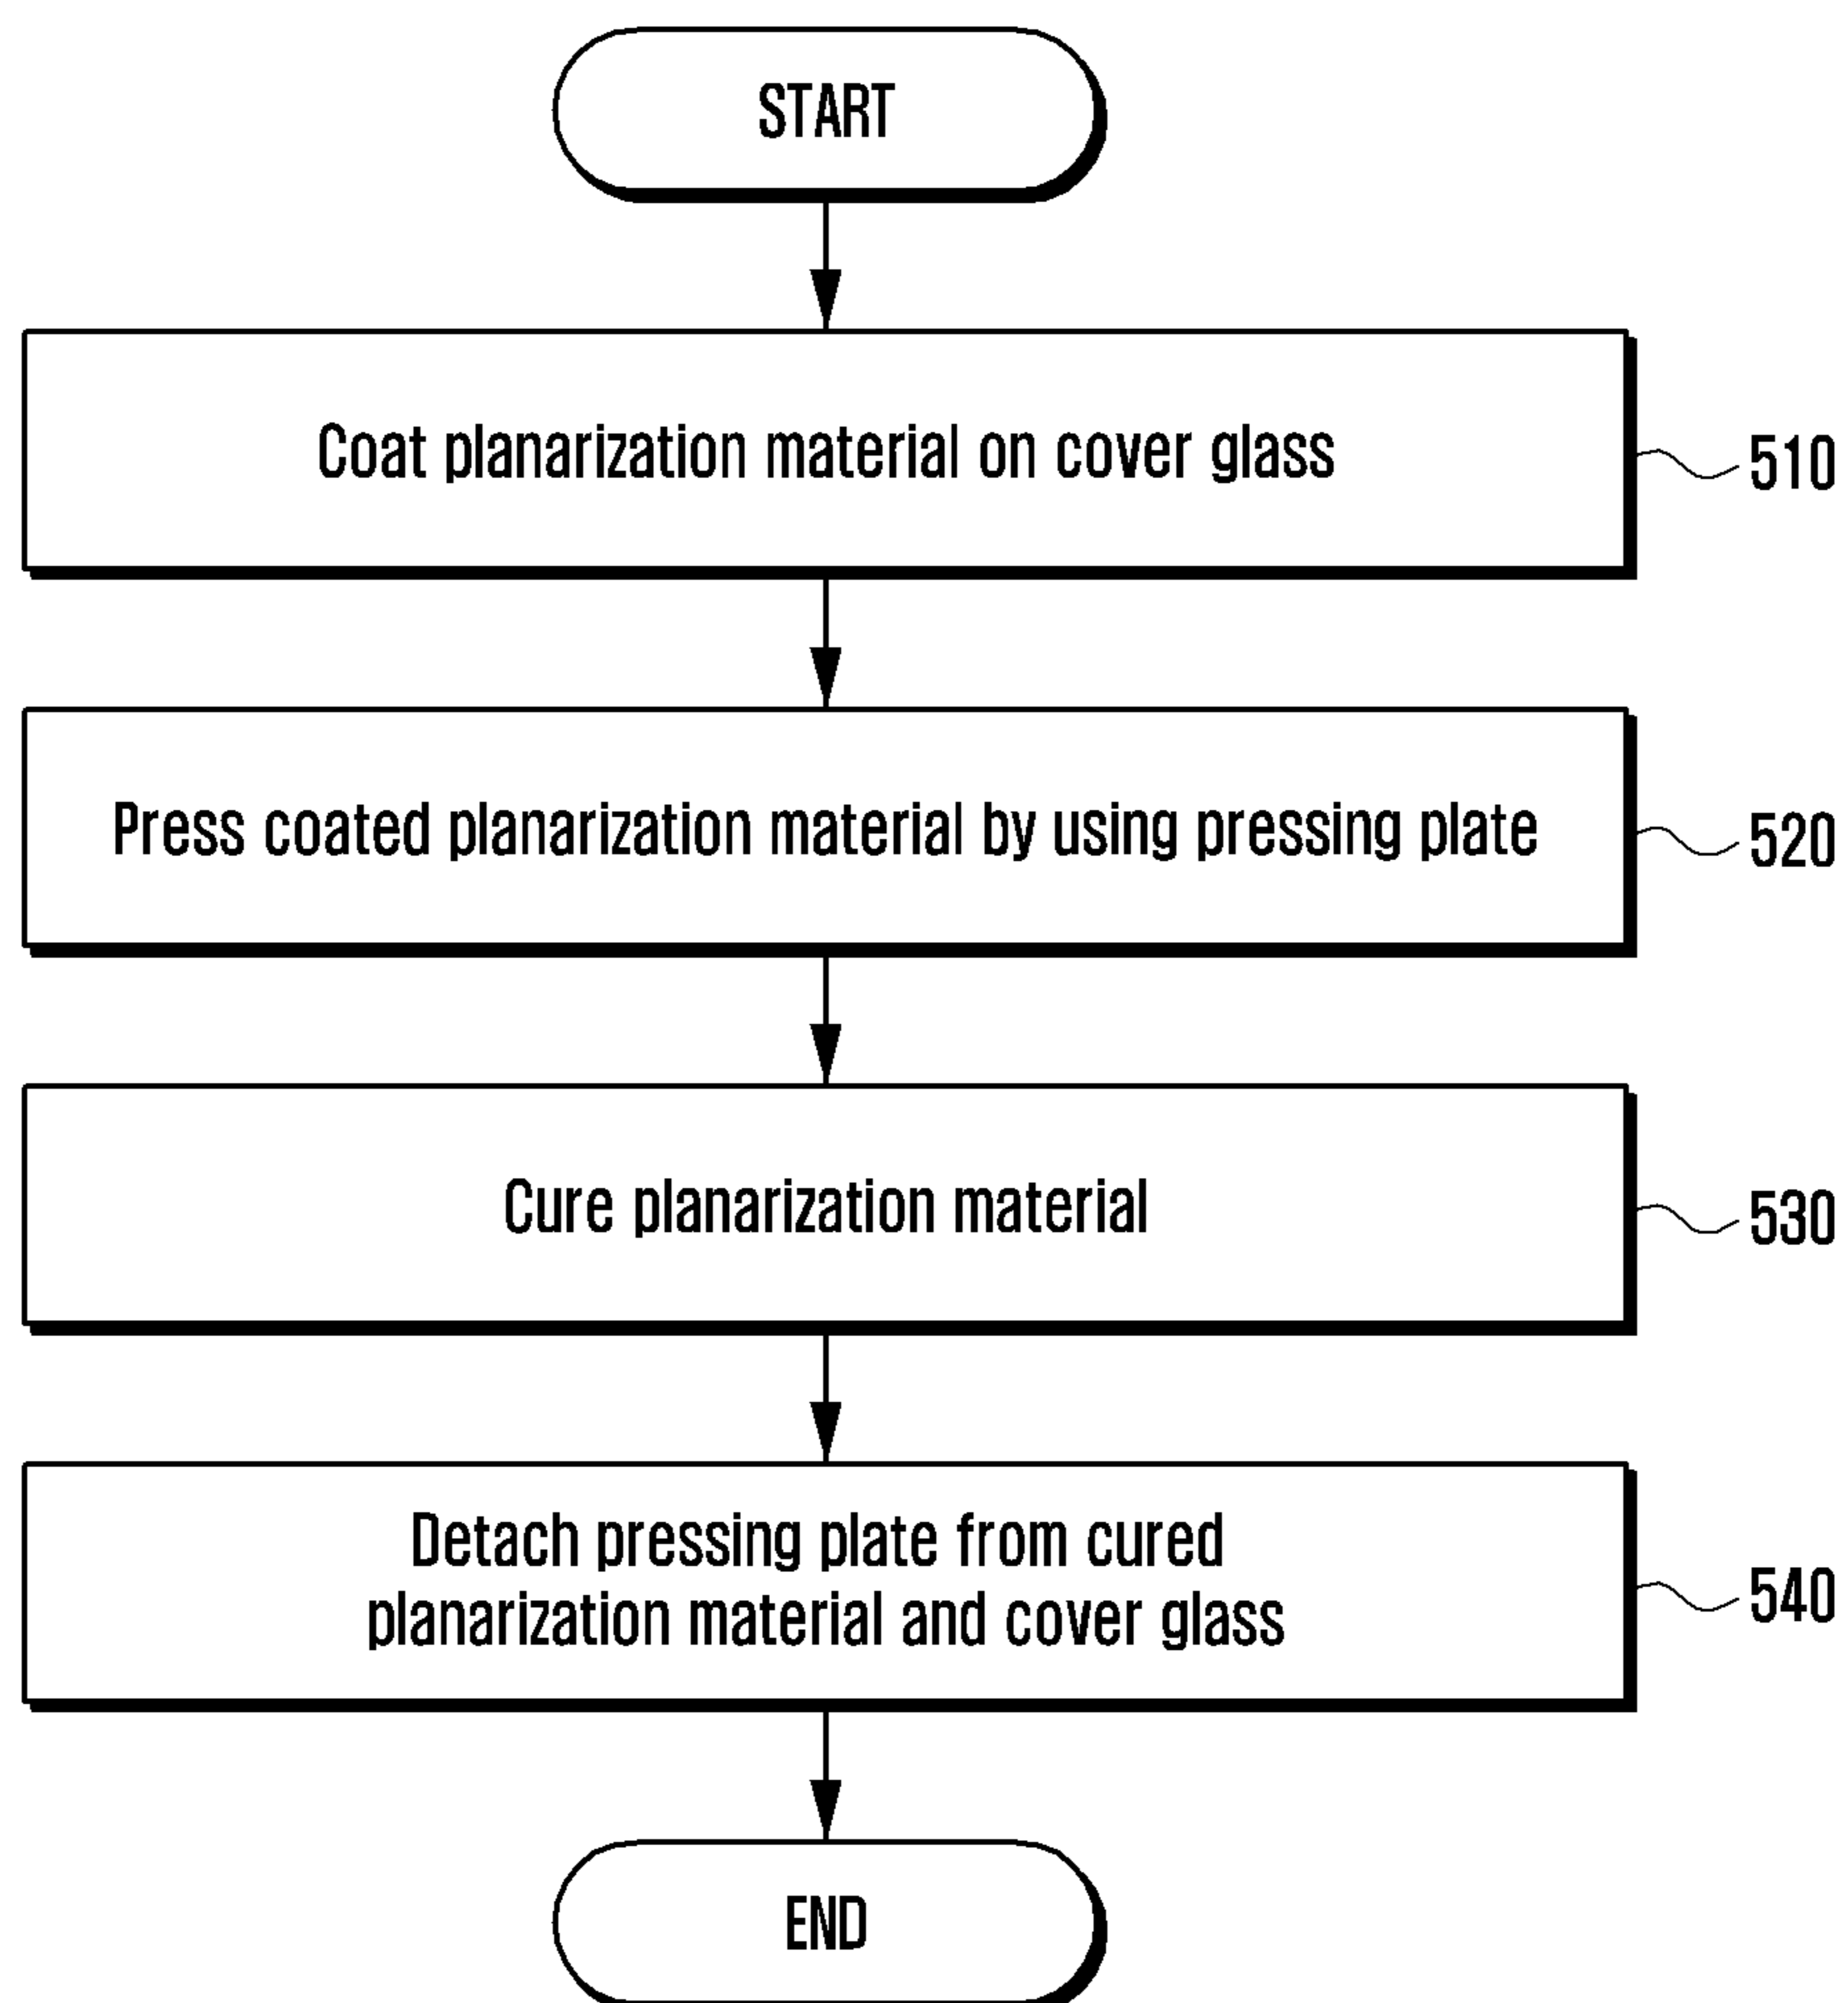 START
Coat planarization material on cover glass
510
Press coated planarization material by using pressing plate
520
Cure planarization material
530
Detach pressing plate from cured
planarization material and cover glass
540
END